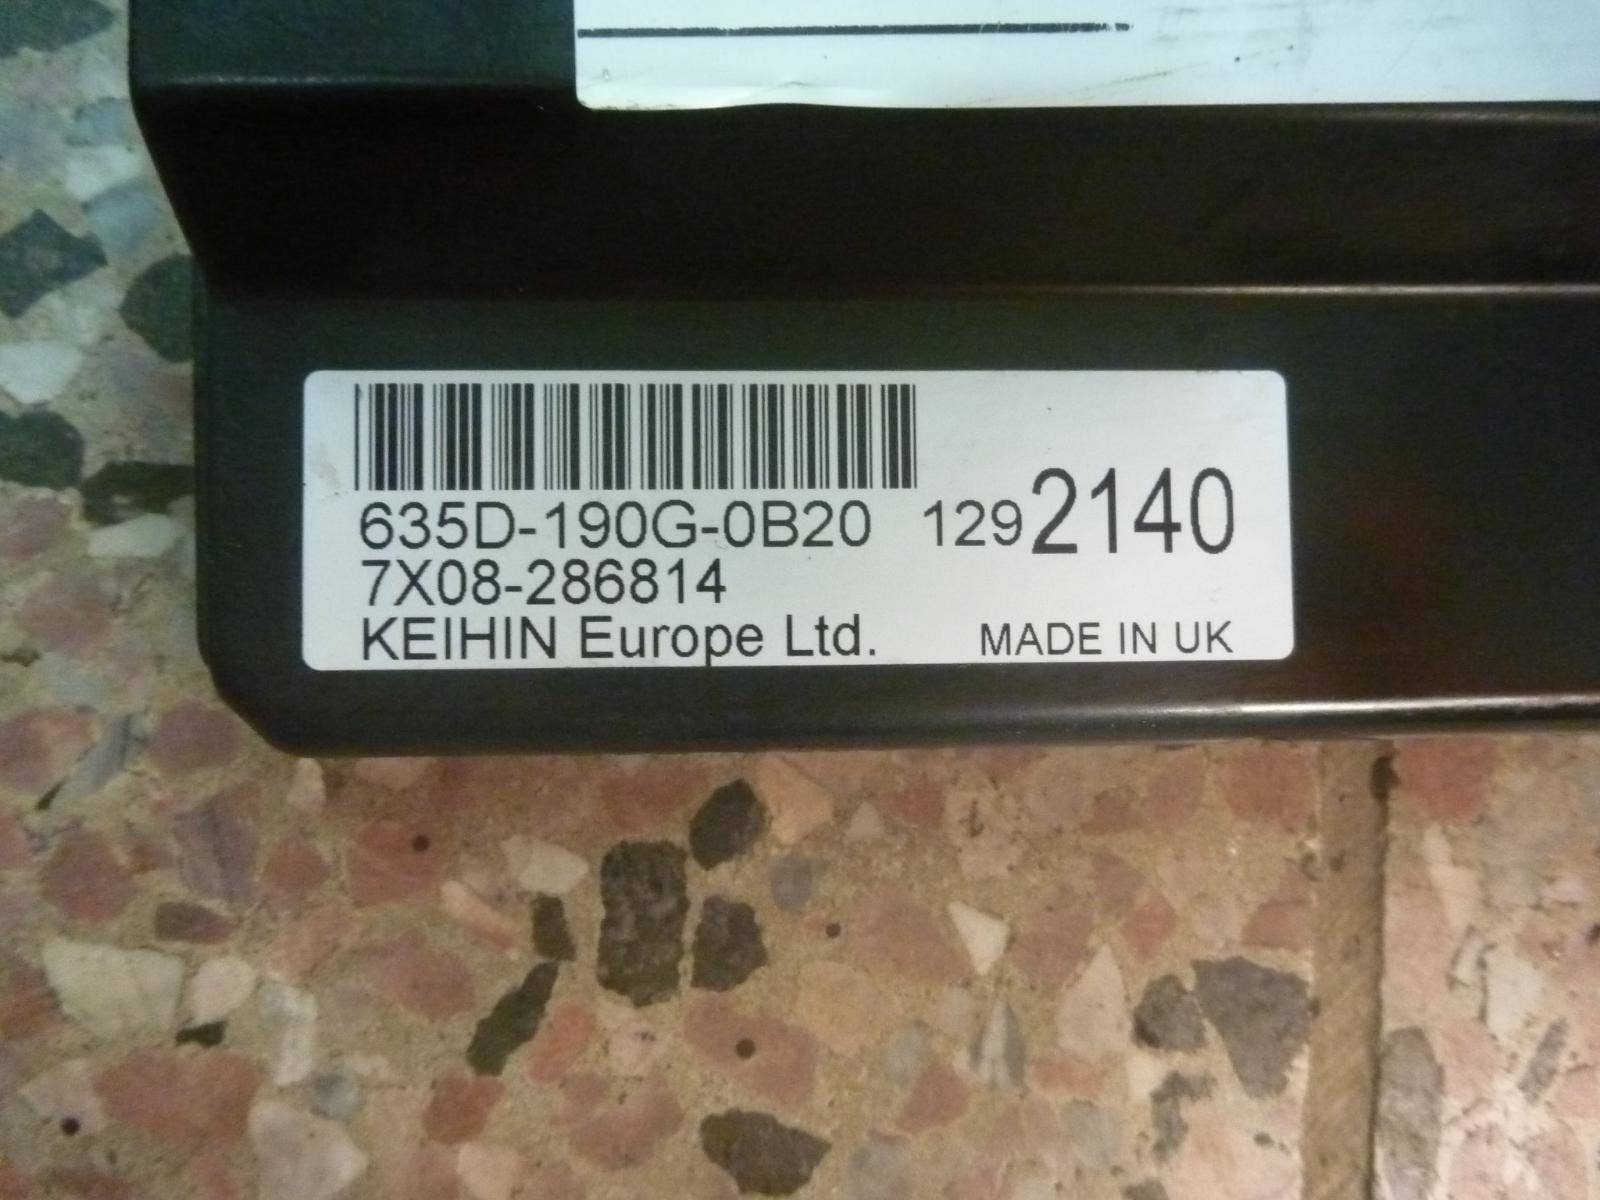 635D-190G-0B20 1292140
7X08-286814
KEIHIN Europe Ltd. MADE IN UK